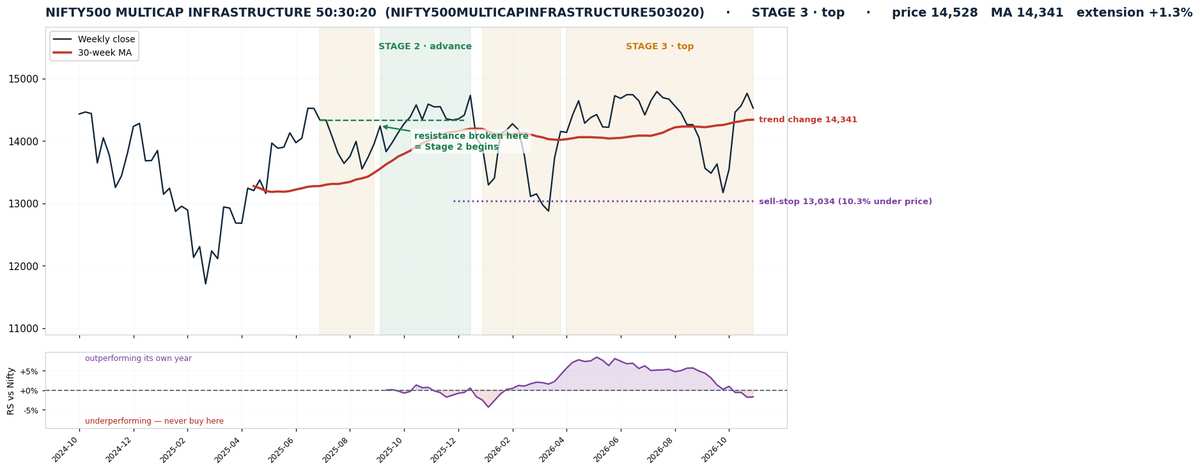 NIFTY500 MULTICAP INFRASTRUCTURE 50:30:20 (NIFTY500MULTICAPINFRASTRUCTURE503020) · STAGE 3 · top · price 14,528 MA 14,341 extension +1.3%
Weekly close
30-week MA
STAGE 2 · advance
STAGE 3 · top
15000
14000
13000
12000
11000
resistance broken here
= Stage 2 begins
trend change 14,341
sell-stop 13,034 (10.3% under price)
RS vs Nifty
outperforming its own year
+5%
+0%
-5%
underperforming — never buy here
2024-10
2024-12
2025-02
2025-04
2025-06
2025-08
2025-10
2025-12
2026-02
2026-04
2026-06
2026-08
2026-10